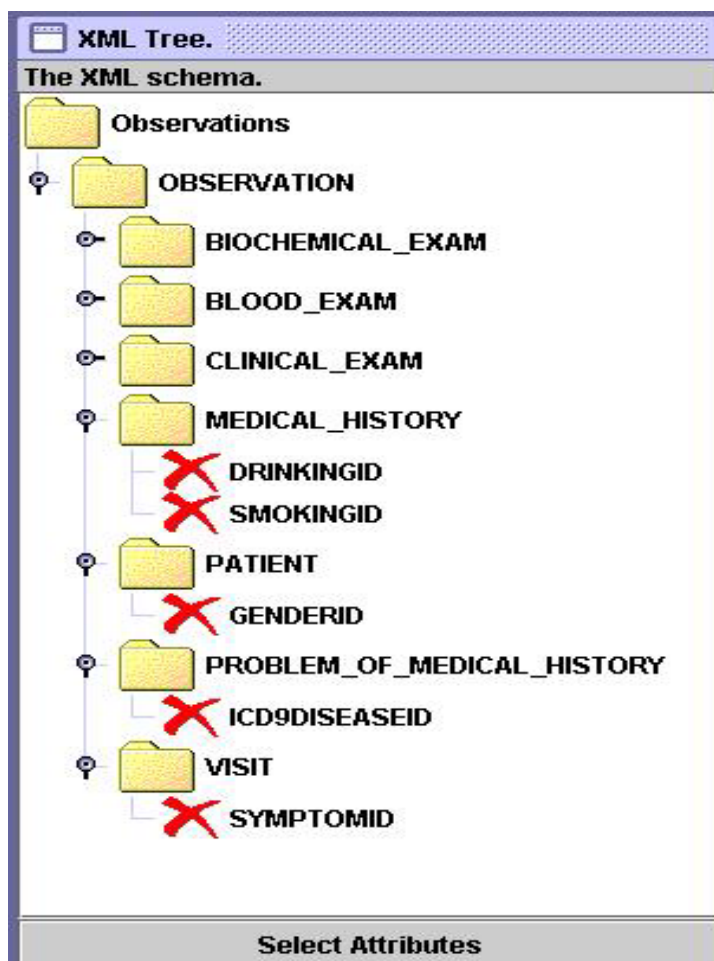 XML Tree.
The XML schema.
Observations
OBSERVATION
BIOCHEMICAL_EXAM
BLOOD_EXAM
CLINICAL_EXAM
MEDICAL_HISTORY
DRINKINGID
SMOKINGID
PATIENT
GENDERID
PROBLEM_OF_MEDICAL_HISTORY
ICD9DISEASEID
VISIT
SYMPTOMID
Select Attributes